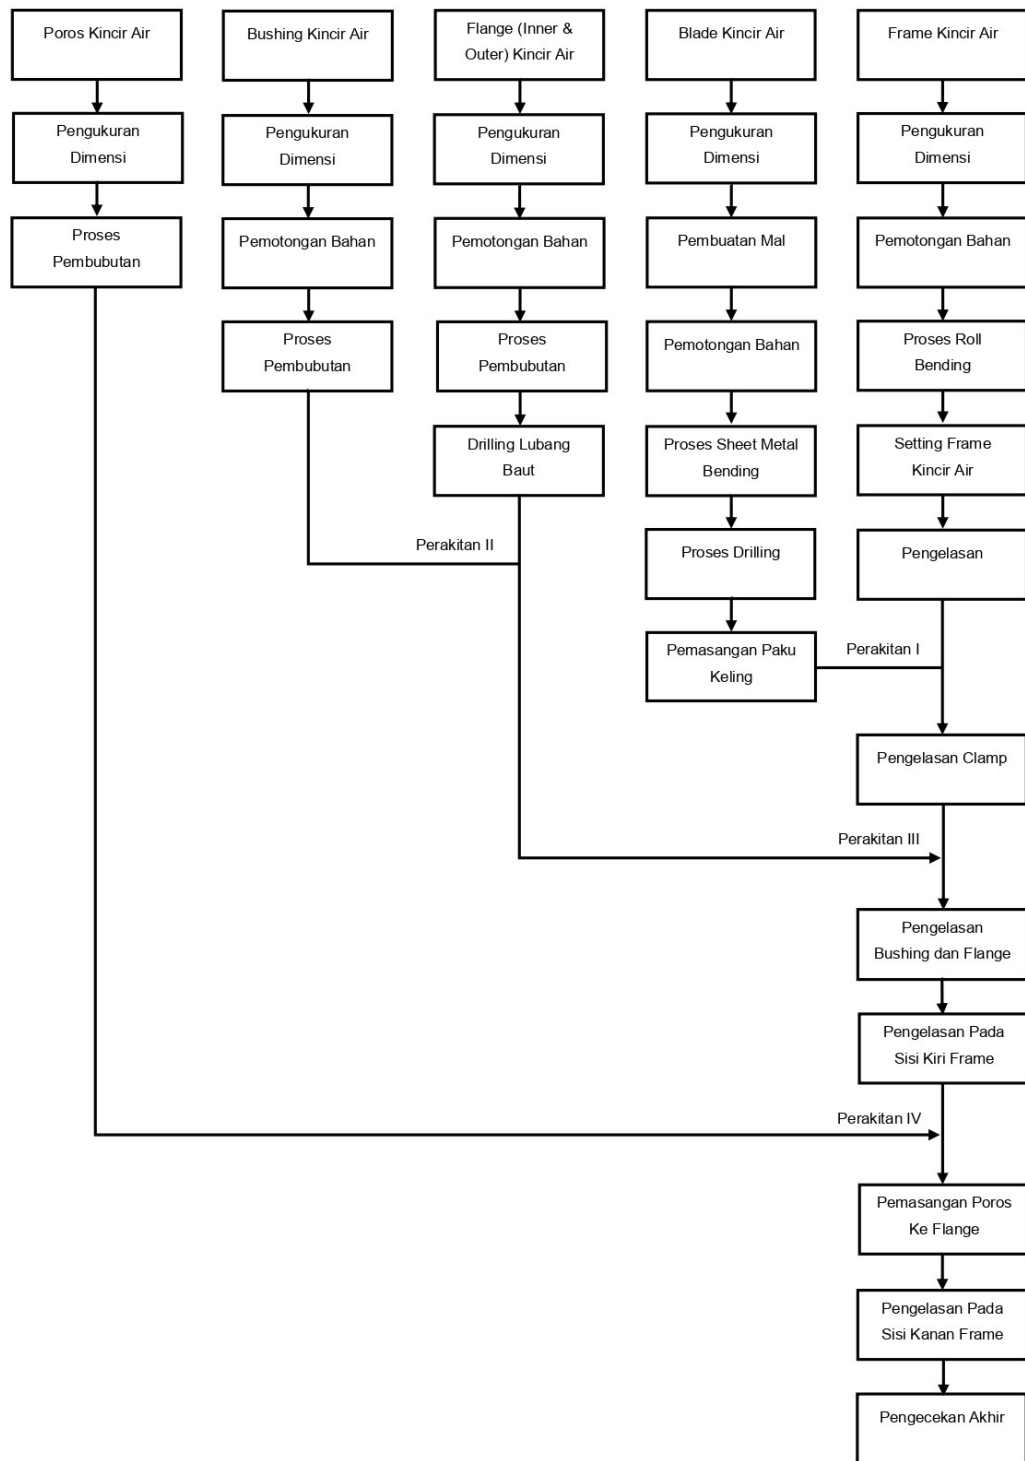 Poros Kincir Air
Bushing Kincir Air
Flange (Inner &
Outer) Kincir Air
Blade Kincir Air
Frame Kincir Air
Pengukuran
Dimensi
Pengukuran
Dimensi
Pengukuran
Dimensi
Pengukuran
Dimensi
Pengukuran
Dimensi
Proses
Pembubutan
Pemotongan Bahan
Pemotongan Bahan
Pembuatan Mal
Pemotongan Bahan
Proses
Pembubutan
Proses
Pembubutan
Pemotongan Bahan
Proses Roll
Bending
Drilling Lubang
Baut
Proses Sheet Metal
Bending
Setting Frame
Kincir Air
Perakitan II
Proses Drilling
Pengelasan
Pemasangan Paku
Keling
Perakitan I
Pengelasan Clamp
Perakitan III
Pengelasan
Bushing dan Flange
Pengelasan Pada
Sisi Kiri Frame
Perakitan IV
Pemasangan Poros
Ke Flange
Pengelasan Pada
Sisi Kanan Frame
Pengecekan Akhir